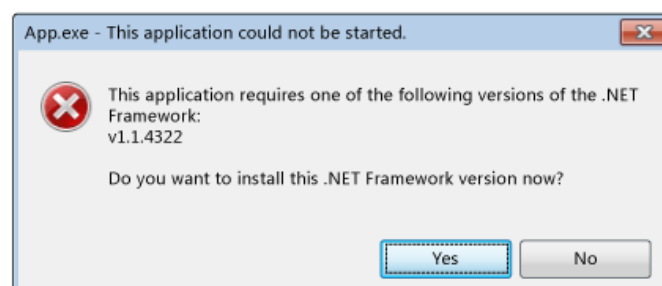 App.exe - This application could not be started.
This application requires one of the following versions of the .NET
Framework:
v1.1.4322
Do you want to install this .NET Framework version now?
Yes
No